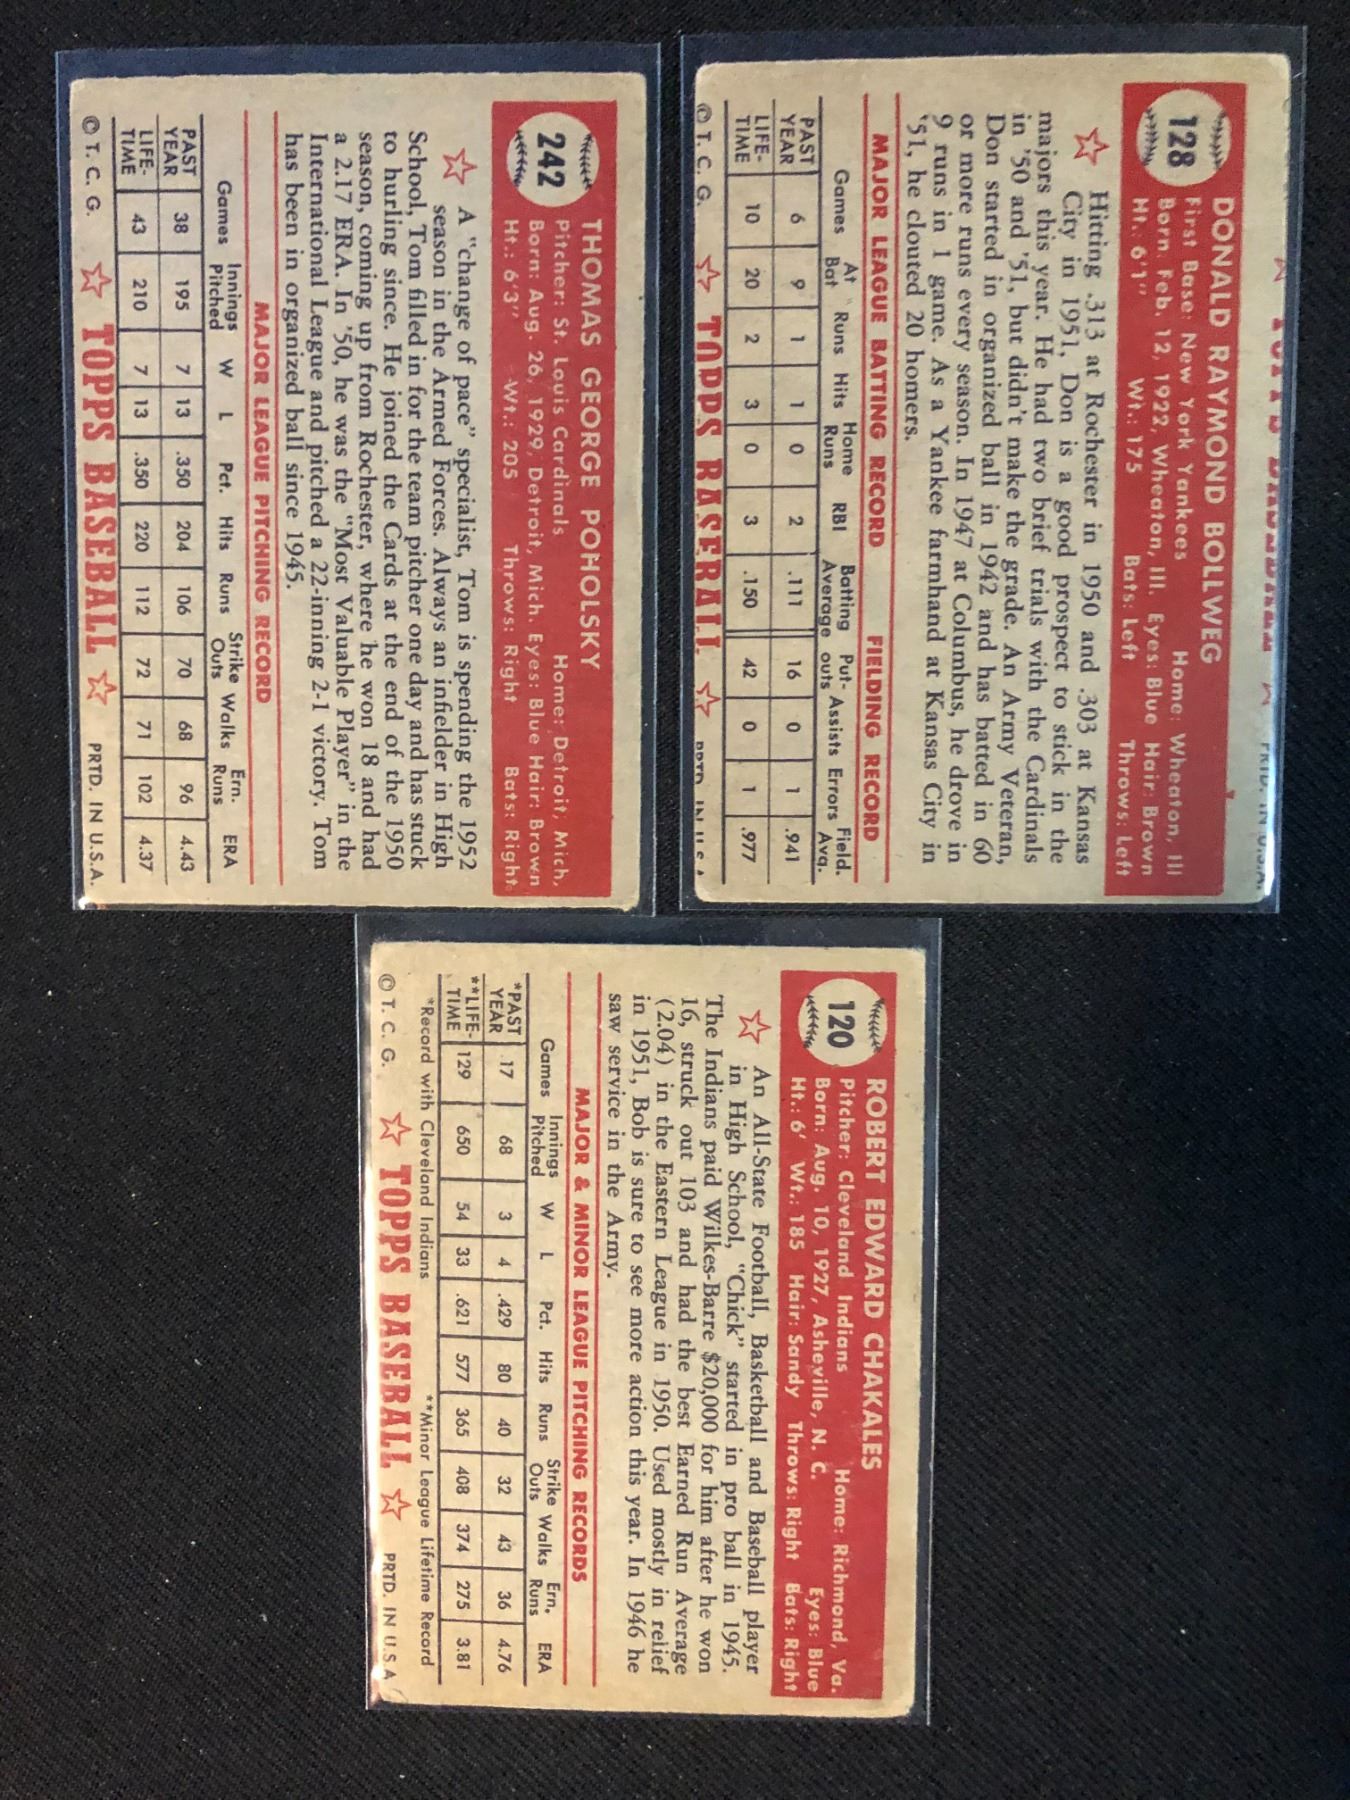 ☆ TOPPS BASEBALL ☆ PRTD. IN U.S.A.
128
DONALD RAYMOND BOLLWEG
First Base: New York Yankees Home: Wheaton, Ill
Born: Feb. 12, 1922, Wheaton, Ill. Eyes: Blue Hair: Brown
Ht.: 6'1" Wt.: 175 Bats: Left Throws: Left
☆ Hitting .313 at Rochester in 1950 and .303 at Kansas
City in 1951, Don is a good prospect to stick in the
majors this year. He had two brief trials with the Cardinals
in '50 and '51, but didn't make the grade. An Army Veteran,
Don started in organized ball in 1942 and has batted in 60
or more runs every season. In 1947 at Columbus, he drove in
9 runs in 1 game. As a Yankee farmhand at Kansas City in
'51, he clouted 20 homers.
MAJOR LEAGUE BATTING RECORD FIELDING RECORD
Games At Bat Runs Hits Home Runs RBI Batting Average Put-outs Assists Errors Field. Avg.
PAST YEAR 6 9 1 1 0 2 .111 16 0 1 .941
LIFE-TIME 10 20 2 3 0 3 .150 42 0 1 .977
© T. C. G. ☆ TOPPS BASEBALL ☆ PRTD. IN U.S.A.
242
THOMAS GEORGE POHOLSKY
Pitcher: St. Louis Cardinals Home: Detroit, Mich.
Born: Aug. 26, 1929, Detroit, Mich. Eyes: Blue Hair: Brown
Ht.: 6'3" Wt.: 205 Throws: Right Bats: Right
☆ A "change of pace" specialist, Tom is spending the 1952
season in the Armed Forces. Always an infielder in High
School, Tom filled in for the team pitcher one day and has stuck
to hurling since. He joined the Cards at the end of the 1950
season, coming up from Rochester, where he won 18 and had
a 2.17 ERA. In '50, he was the "Most Valuable Player" in the
International League and pitched a 22-inning 2-1 victory. Tom
has been in organized ball since 1945.
MAJOR LEAGUE PITCHING RECORD
Games Innings Pitched W L Pct. Hits Runs Strike Outs Walks Ern. Runs ERA
PAST YEAR 38 195 7 13 .350 204 106 70 68 96 4.43
LIFE-TIME 43 210 7 13 .350 220 112 72 71 102 4.37
© T. C. G. ☆ TOPPS BASEBALL ☆ PRTD. IN U.S.A.
120
ROBERT EDWARD CHAKALES
Pitcher: Cleveland Indians Home: Richmond, Va.
Born: Aug. 10, 1927, Asheville, N. C. Eyes: Blue
Ht.: 6' Wt.: 185 Hair: Sandy Throws: Right Bats: Right
☆ An All-State Football, Basketball and Baseball player
in High School, "Chick" started in pro ball in 1945.
The Indians paid Wilkes-Barre $20,000 for him after he won
16, struck out 103 and had the best Earned Run Average
(2.04) in the Eastern League in 1950. Used mostly in relief
in 1951, Bob is sure to see more action this year. In 1946 he
saw service in the Army.
MAJOR & MINOR LEAGUE PITCHING RECORDS
Games Innings Pitched W L Pct. Hits Runs Strike Outs Walks Ern. Runs ERA
*PAST YEAR 17 68 3 4 .429 80 40 32 43 36 4.76
**LIFE-TIME 129 650 54 33 .621 577 365 408 374 275 3.81
*Record with Cleveland Indians **Minor League Lifetime Record
© T. C. G. ☆ TOPPS BASEBALL ☆ PRTD. IN U.S.A